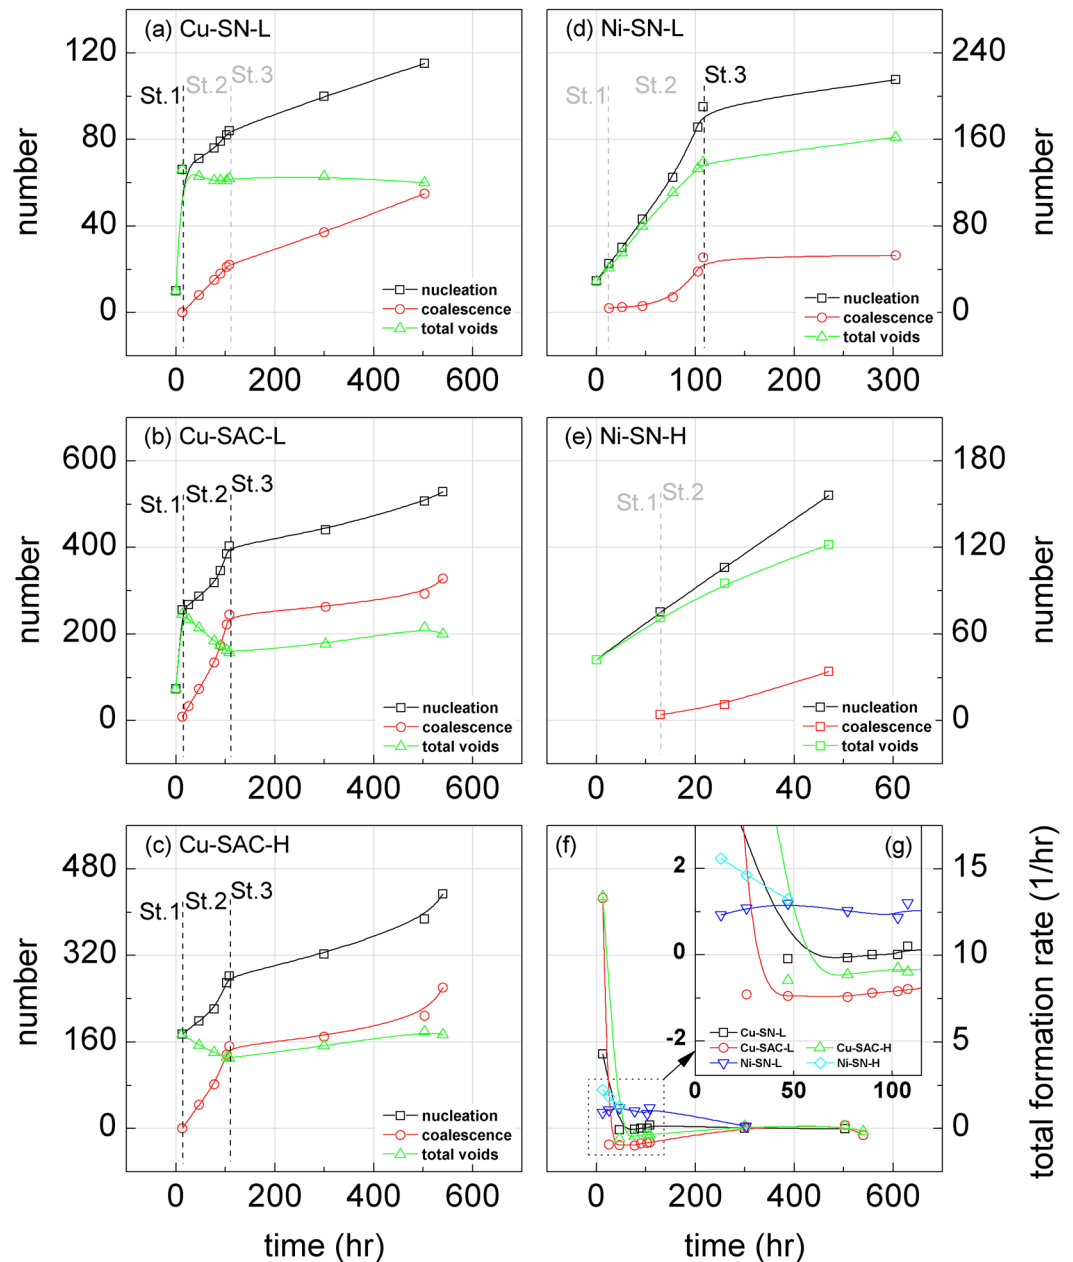 (a) Cu-SN-L
120
80
40
0
number
St.1
St.2
St.3
nucleation
coalescence
total voids
0 200 400 600
(d) Ni-SN-L
240
160
80
0
number
St.1
St.2
St.3
nucleation
coalescence
total voids
0 100 200 300
(b) Cu-SAC-L
600
400
200
0
number
St.1
St.2
St.3
nucleation
coalescence
total voids
0 200 400 600
(e) Ni-SN-H
180
120
60
0
number
St.1
St.2
nucleation
coalescence
total voids
0 20 40 60
(c) Cu-SAC-H
480
320
160
0
number
St.1
St.2
St.3
nucleation
coalescence
total voids
0 200 400 600
time (hr)
(f)
(g)
15
10
5
0
total formation rate (1/hr)
2
0
-2
Cu-SN-L
Cu-SAC-L Cu-SAC-H
Ni-SN-L Ni-SN-H
0 50 100
0 200 400 600
time (hr)